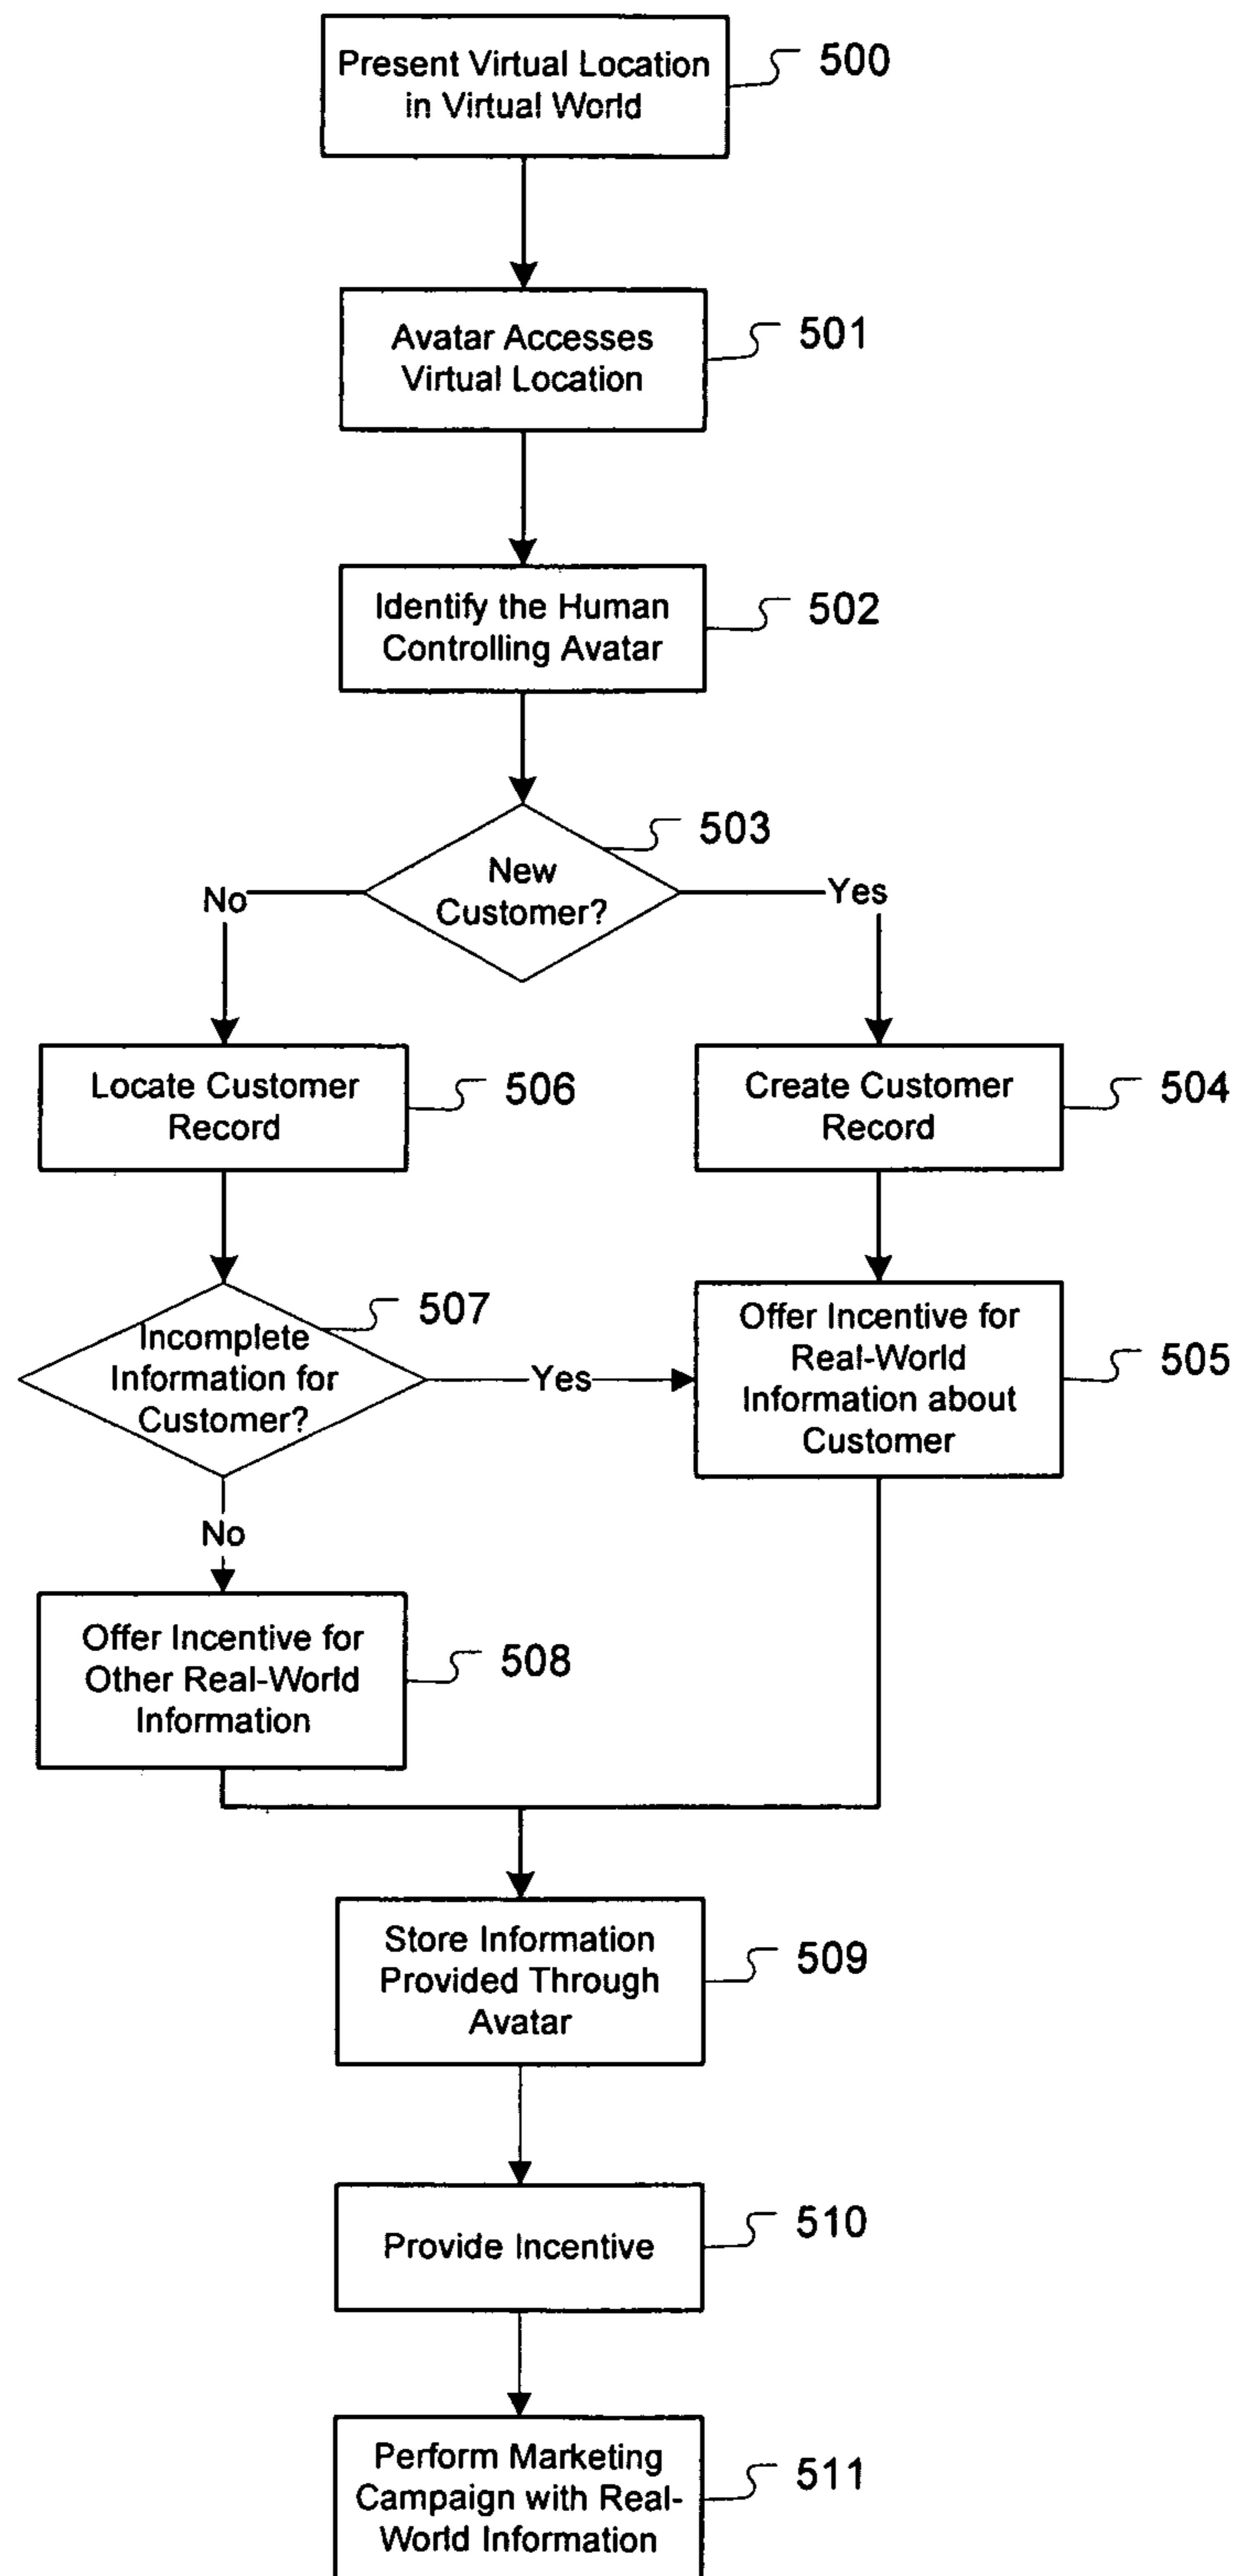 Present Virtual Location
in Virtual World
500
Avatar Accesses
Virtual Location
501
Identify the Human
Controlling Avatar
502
503
New
Customer?
No
Yes
Locate Customer
Record
506
Create Customer
Record
504
507
Incomplete
Information for
Customer?
Yes
Offer Incentive for
Real-World
Information about
Customer
505
No
Offer Incentive for
Other Real-World
Information
508
Store Information
Provided Through
Avatar
509
Provide Incentive
510
Perform Marketing
Campaign with Real-
World Information
511